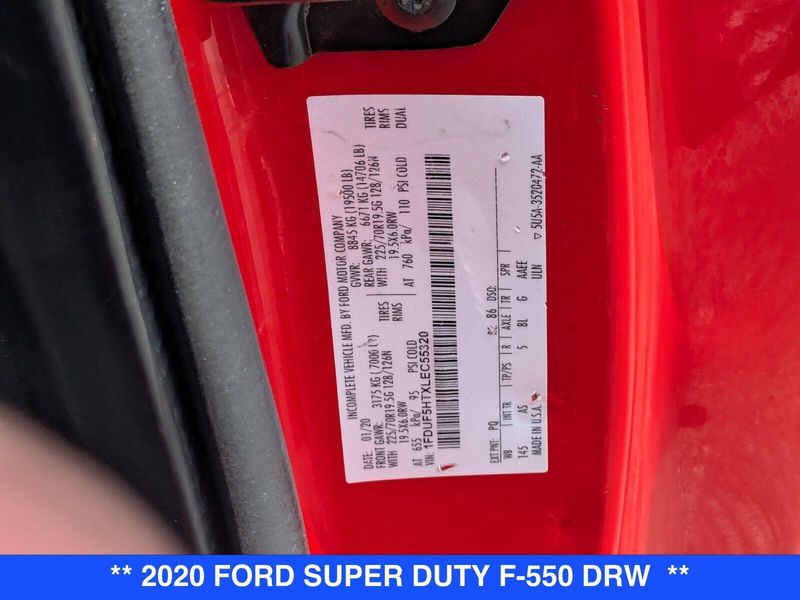 INCOMPLETE VEHICLE MFD. BY FORD MOTOR COMPANY
DATE: 01/20 GVWR: 8845 KG (19500 LB)
FRONT GAWR: 3175 KG (7000 LB) REAR GAWR: 6671 KG (14706 LB)
WITH 225/70R19.5G 128/126N TIRES WITH 225/70R19.5G 128/126N TIRES
19.5X6.0RW RIMS 19.5X6.0RW RIMS
AT 655 kPa/ 95 PSI COLD AT 760 kPa/ 110 PSI COLD DUAL
VIN: 1FDUF5HTXLEC55320
EXT PNT: PQ RC: 86 DSO:
WB INT TR TP/PS R AXLE TR SPR
145 AS 5 8L G AAEE
MADE IN U.S.A. ULN ▽ 5U5A-3520472-AA
** 2020 FORD SUPER DUTY F-550 DRW **